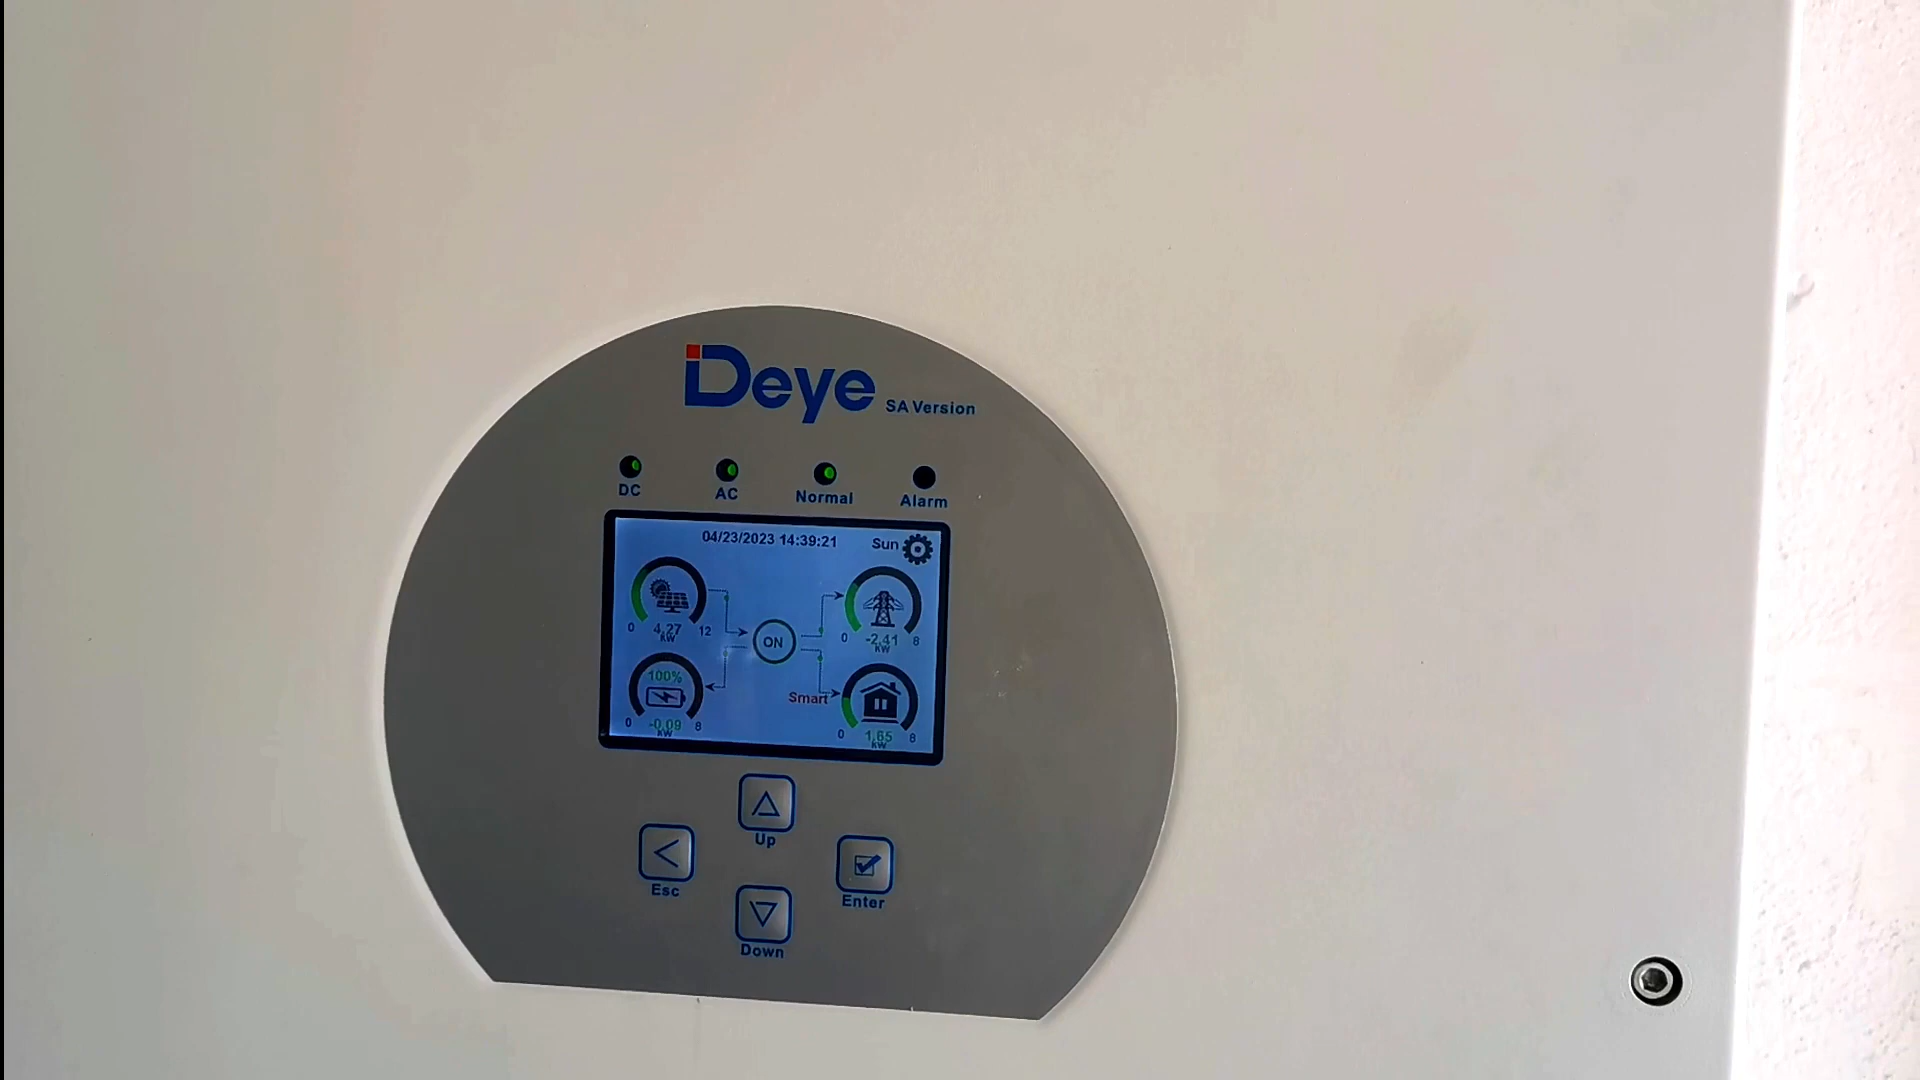 Deye SA Version
DC AC Normal Alarm
04/23/2023 14:39:21 Sun
0 4,27 12
kW
0 -2,41 8
kW
ON
100%
Smart
0 -0,09 8
kW
0 1,65 8
kW
Up
Esc
Enter
Down